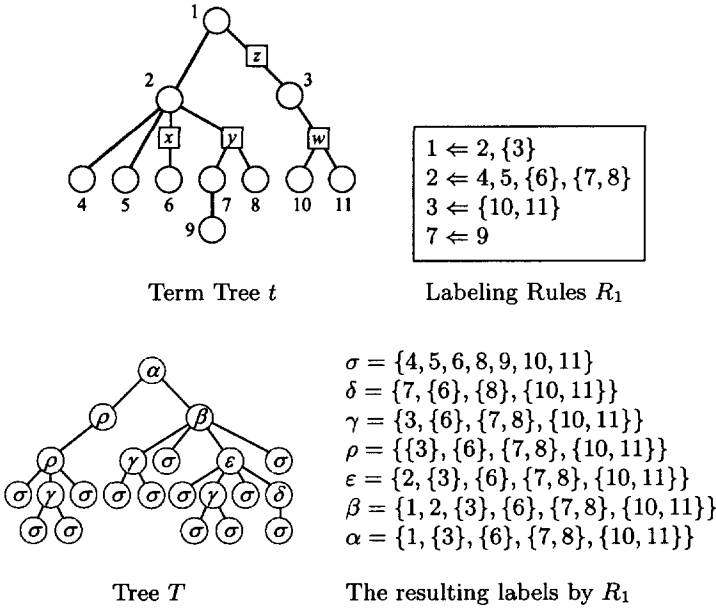 1
z
2
3
x
y
w
4
5
6
7
8
10
11
9
Term Tree t
1 ⇐ 2, {3}
2 ⇐ 4, 5, {6}, {7, 8}
3 ⇐ {10, 11}
7 ⇐ 9
Labeling Rules R₁
α
ρ
β
ρ
γ
σ
ε
σ
σ
γ
σ
σ
σ
σ
γ
σ
δ
σ
σ
σ
σ
σ
Tree T
σ = {4, 5, 6, 8, 9, 10, 11}
δ = {7, {6}, {8}, {10, 11}}
γ = {3, {6}, {7, 8}, {10, 11}}
ρ = {{3}, {6}, {7, 8}, {10, 11}}
ε = {2, {3}, {6}, {7, 8}, {10, 11}}
β = {1, 2, {3}, {6}, {7, 8}, {10, 11}}
α = {1, {3}, {6}, {7, 8}, {10, 11}}
The resulting labels by R₁